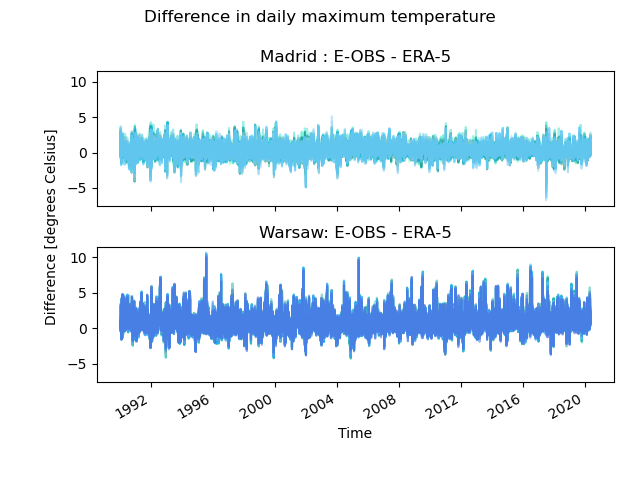 Difference in daily maximum temperature
Madrid : E-OBS - ERA-5
10
5
0
−5
Warsaw: E-OBS - ERA-5
10
5
0
−5
Difference [degrees Celsius]
1992 1996 2000 2004 2008 2012 2016 2020
Time